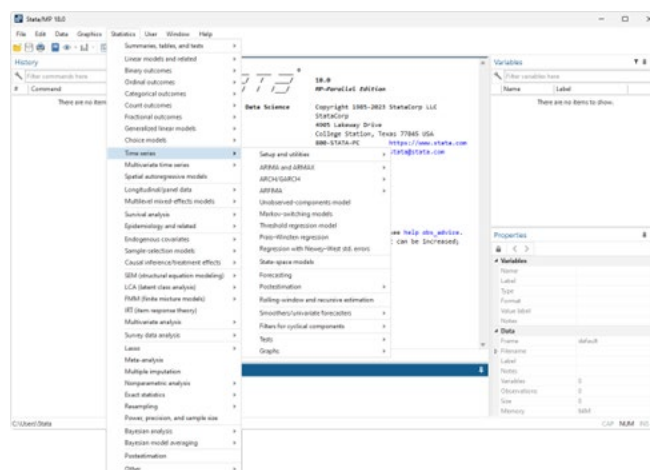 Stata/MP 18.0
File Edit Data Graphics Statistics User Window Help
History
Filter commands here
# Command
There are no item
Summaries, tables, and tests
Linear models and related
Binary outcomes
Ordinal outcomes
Categorical outcomes
Count outcomes
Fractional outcomes
Generalized linear models
Choice models
Time series
Multivariate time series
Spatial autoregressive models
Longitudinal/panel data
Multilevel mixed-effects models
Survival analysis
Epidemiology and related
Endogenous covariates
Sample-selection models
Causal inference/treatment effects
SEM (structural equation modeling)
LCA (latent class analysis)
FMM (finite mixture models)
IRT (item response theory)
Multivariate analysis
Survey data analysis
Lasso
Meta-analysis
Multiple imputation
Nonparametric analysis
Exact statistics
Resampling
Power, precision, and sample size
Bayesian analysis
Bayesian model averaging
Postestimation
Other
Setup and utilities
ARIMA and ARMAX
ARCH/GARCH
ARFIMA
Unobserved-components model
Markov-switching models
Threshold regression model
Prais–Winsten regression
Regression with Newey–West std. errors
State-space models
Forecasting
Postestimation
Rolling-window and recursive estimation
Smoothers/univariate forecasters
Filters for cyclical components
Tests
Graphs
18.0
MP-Parallel Edition
Data Science
Copyright 1985-2023 StataCorp LLC
StataCorp
4905 Lakeway Drive
College Station, Texas 77845 USA
800-STATA-PC https://www.stata.com
stata@stata.com
see help obs_advice.
can be increased;
Variables
Filter variables here
Name Label
There are no items to show.
Properties
Variables
Name
Label
Type
Format
Value label
Notes
Data
Frame default
Filename
Label
Notes
Variables 0
Observations 0
Size 0
Memory 64M
C:\Users\Stata
CAP NUM INS